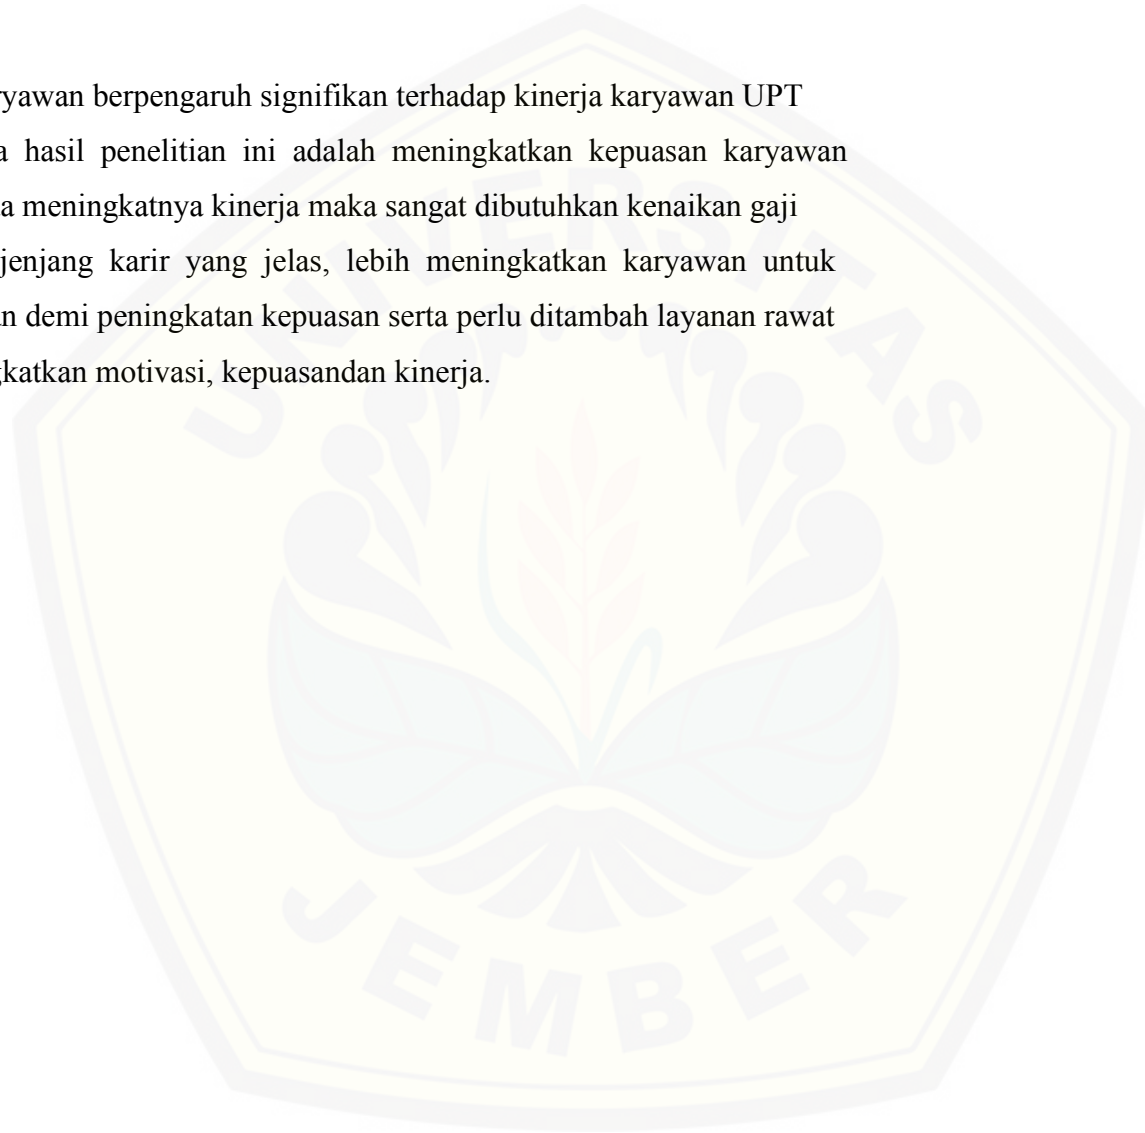 ryawan berpengaruh signifikan terhadap kinerja karyawan UPT
a hasil penelitian ini adalah meningkatkan kepuasan karyawan
a meningkatnya kinerja maka sangat dibutuhkan kenaikan gaji
jenjang karir yang jelas, lebih meningkatkan karyawan untuk
n demi peningkatan kepuasan serta perlu ditambah layanan rawat
gkatkan motivasi, kepuasandan kinerja.
UNIVERSITAS
JEMBER